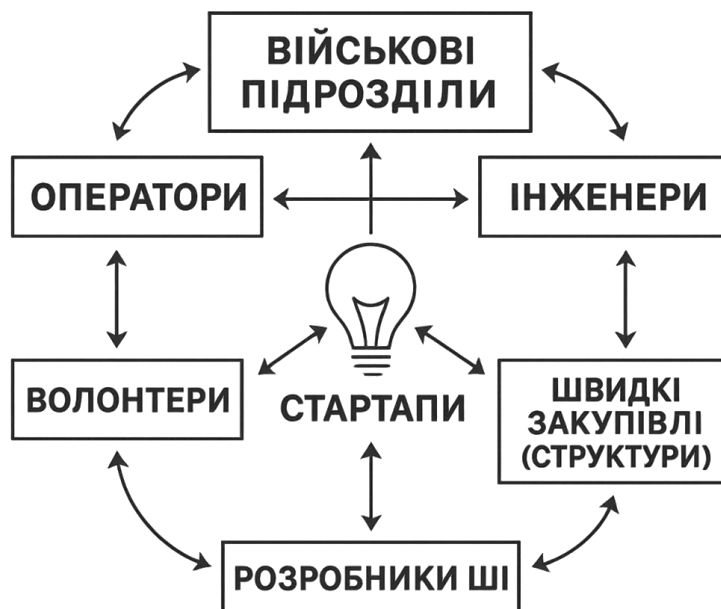 ВІЙСЬКОВІ
ПІДРОЗДІЛИ
ОПЕРАТОРИ
ІНЖЕНЕРИ
ВОЛОНТЕРИ
СТАРТАПИ
ШВИДКІ
ЗАКУПІВЛІ
(СТРУКТУРИ)
РОЗРОБНИКИ ШІ